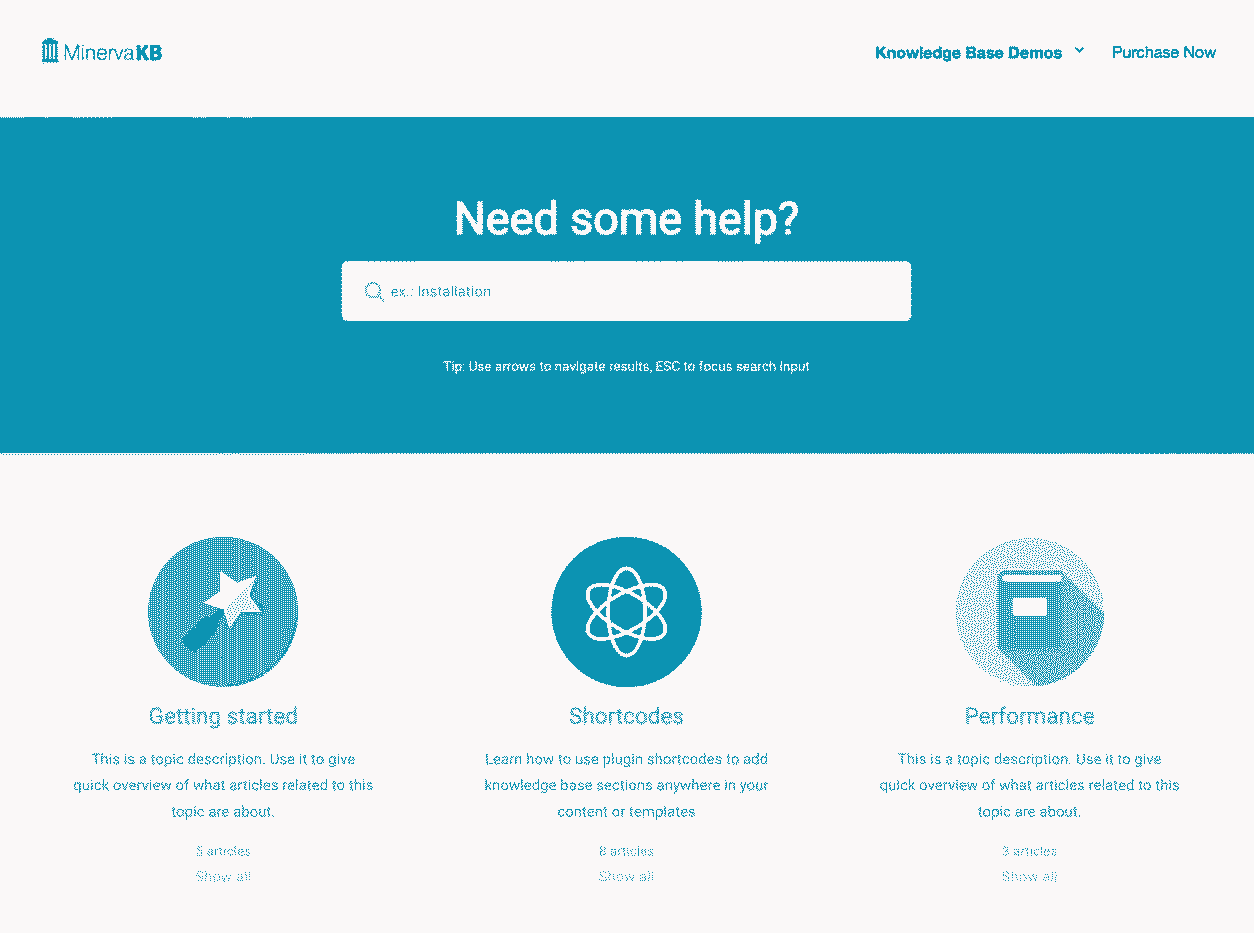 MinervaKB
Knowledge Base Demos
Purchase Now
Need some help?
ex.: Installation
Tip: Use arrows to navigate results, ESC to focus search input
Getting started
This is a topic description. Use it to give
quick overview of what articles related to this
topic are about.
5 articles
Show all
Shortcodes
Learn how to use plugin shortcodes to add
knowledge base sections anywhere in your
content or templates
8 articles
Show all
Performance
This is a topic description. Use it to give
quick overview of what articles related to this
topic are about.
3 articles
Show all